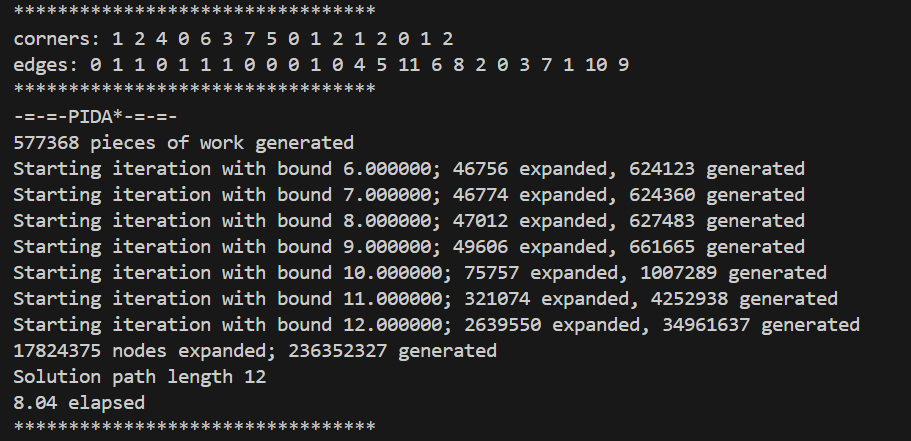 *********************************
corners: 1 2 4 0 6 3 7 5 0 1 2 1 2 0 1 2
edges: 0 1 1 0 1 1 1 0 0 0 1 0 4 5 11 6 8 2 0 3 7 1 10 9
*********************************
-=-=-PIDA*-=-=-
577368 pieces of work generated
Starting iteration with bound 6.000000; 46756 expanded, 624123 generated
Starting iteration with bound 7.000000; 46774 expanded, 624360 generated
Starting iteration with bound 8.000000; 47012 expanded, 627483 generated
Starting iteration with bound 9.000000; 49606 expanded, 661665 generated
Starting iteration with bound 10.000000; 75757 expanded, 1007289 generated
Starting iteration with bound 11.000000; 321074 expanded, 4252938 generated
Starting iteration with bound 12.000000; 2639550 expanded, 34961637 generated
17824375 nodes expanded; 236352327 generated
Solution path length 12
8.04 elapsed
*********************************